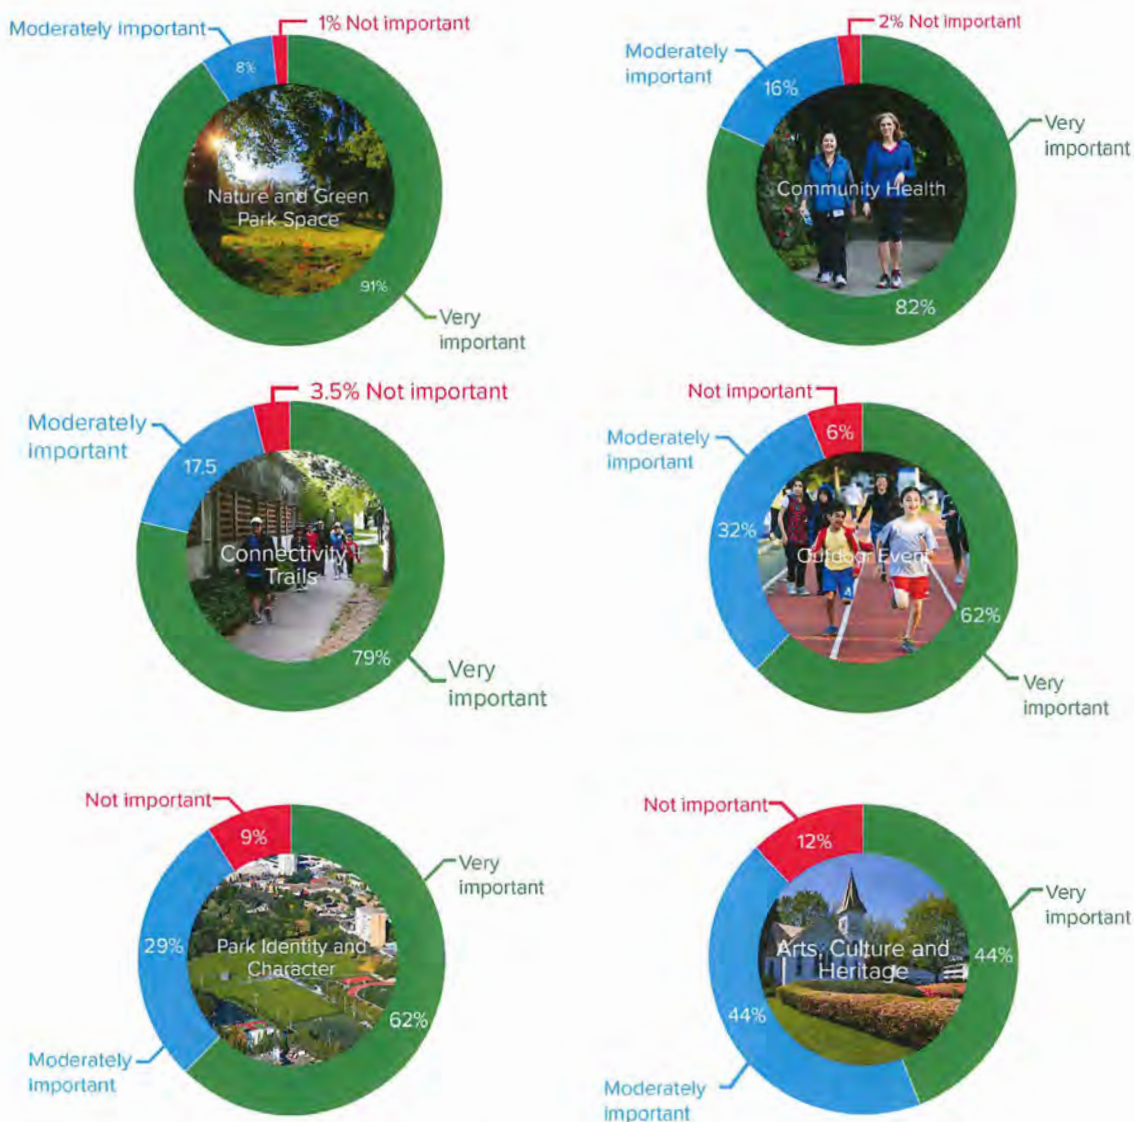 Moderately important
1% Not important
8%
Nature and Green
Park Space
91%
Very
important
2% Not important
Moderately
important
16%
Very
important
Community Health
82%
3.5% Not important
Moderately
important
17.5
Connectivity +
Trails
79%
Very
important
Not important
6%
Moderately
important
32%
Outdoor Event
62%
Very
important
Not important
9%
Very
important
29%
Park Identity and
Character
62%
Moderately
important
Not important
12%
Very
important
Arts, Culture and
Heritage
44%
44%
Moderately
important